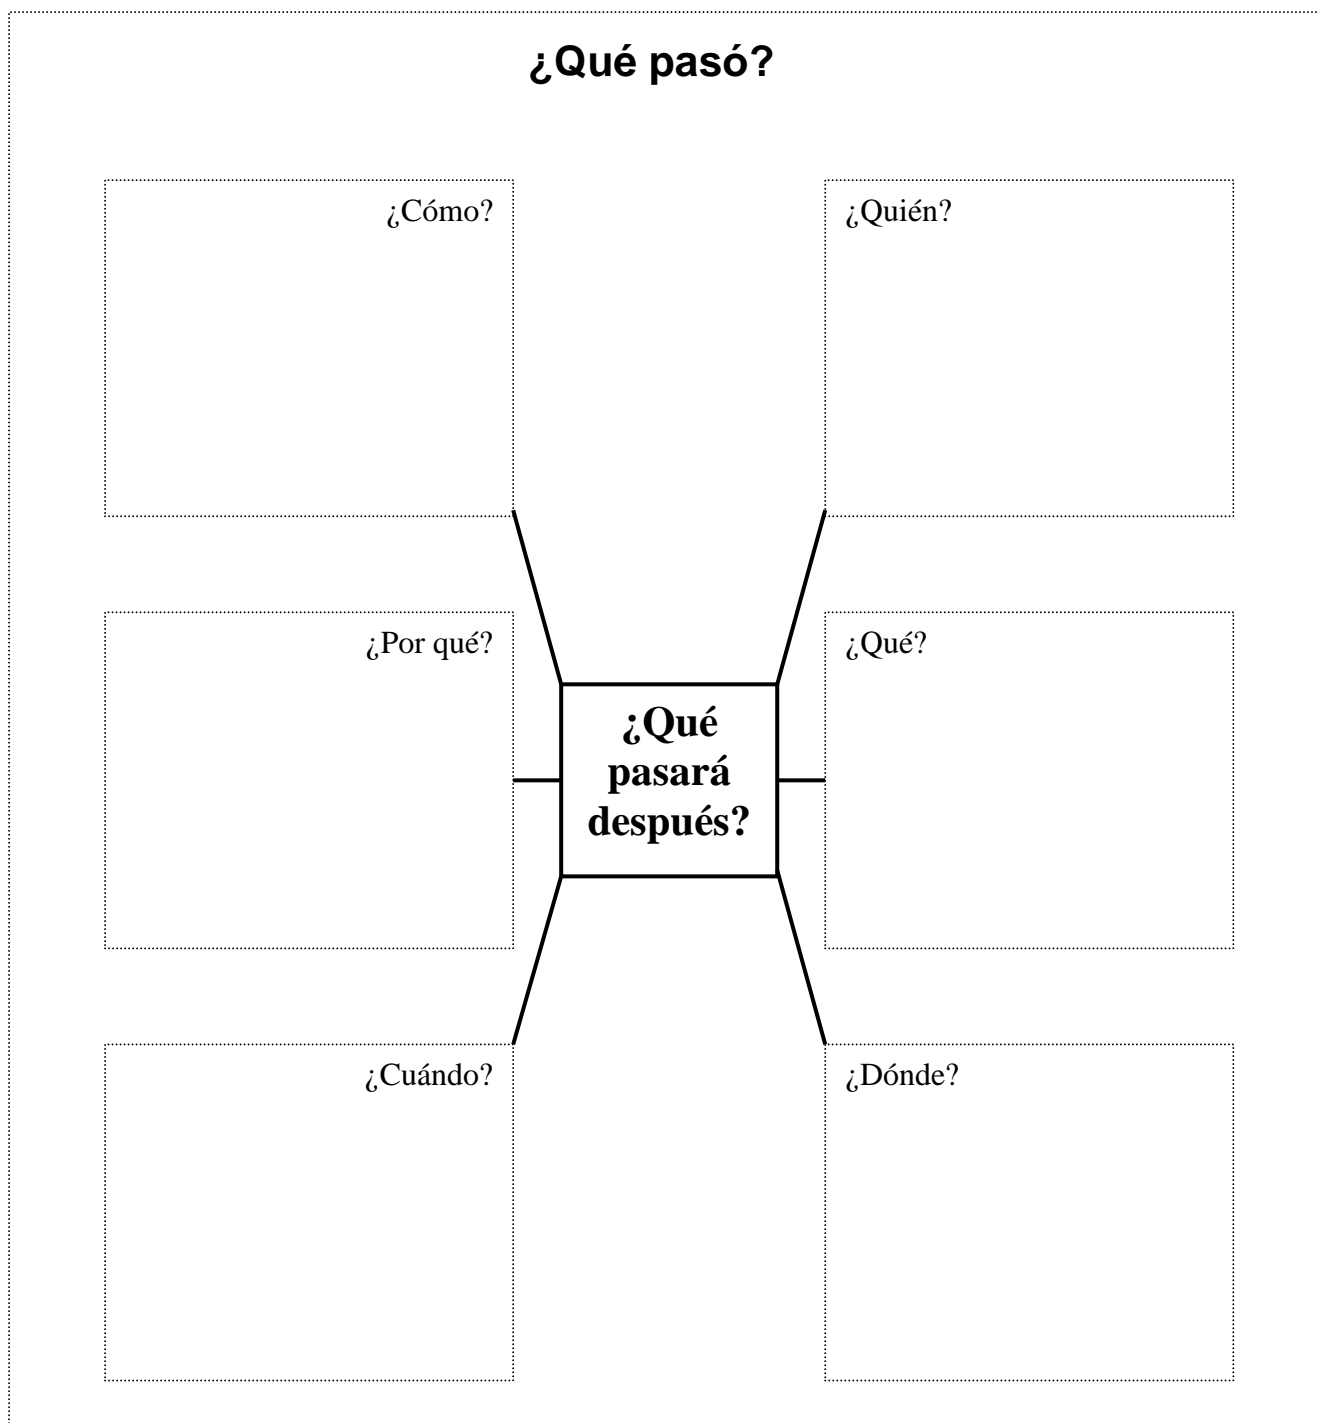 ¿Qué pasó?
¿Cómo?
¿Quién?
¿Por qué?
¿Qué?
¿Qué
pasará
después?
¿Cuándo?
¿Dónde?